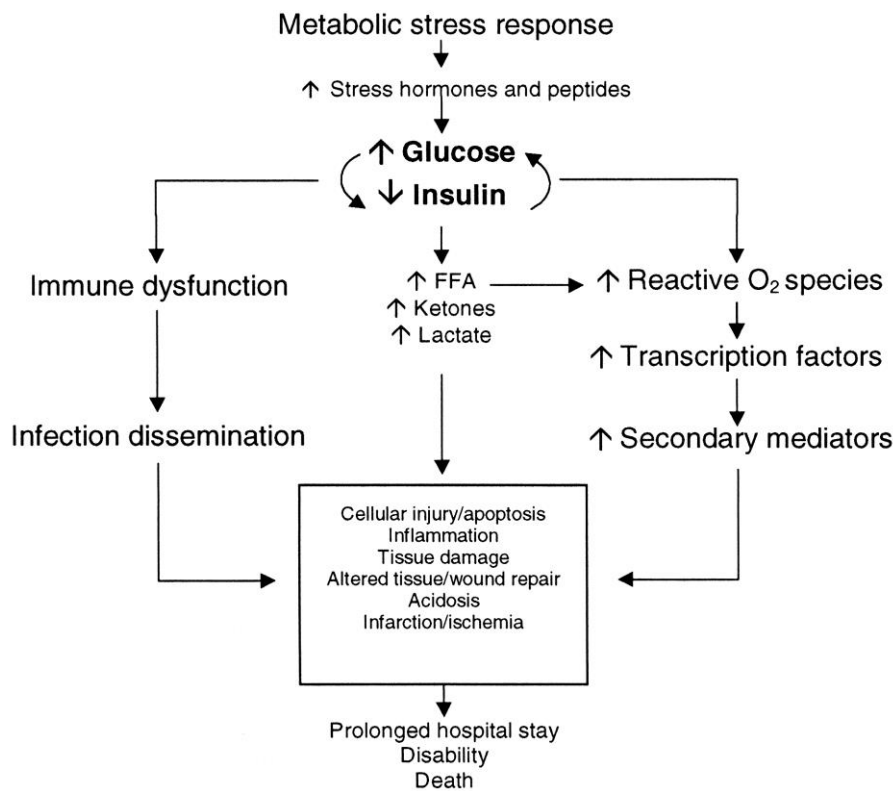 Metabolic stress response
↑ Stress hormones and peptides
↑ Glucose
↓ Insulin
Immune dysfunction
↑ FFA
↑ Ketones
↑ Lactate
↑ Reactive O₂ species
↑ Transcription factors
Infection dissemination
↑ Secondary mediators
Cellular injury/apoptosis
Inflammation
Tissue damage
Altered tissue/wound repair
Acidosis
Infarction/ischemia
Prolonged hospital stay
Disability
Death